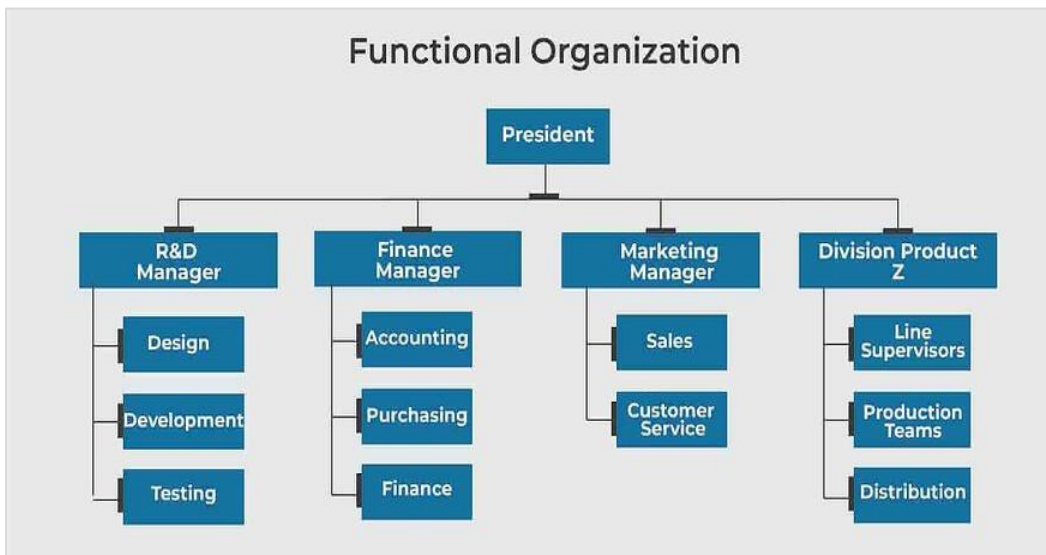 Functional Organization
President
R&D
Manager
Finance
Manager
Marketing
Manager
Division Product
Z
Design
Development
Testing
Accounting
Purchasing
Finance
Sales
Customer
Service
Line
Supervisors
Production
Teams
Distribution